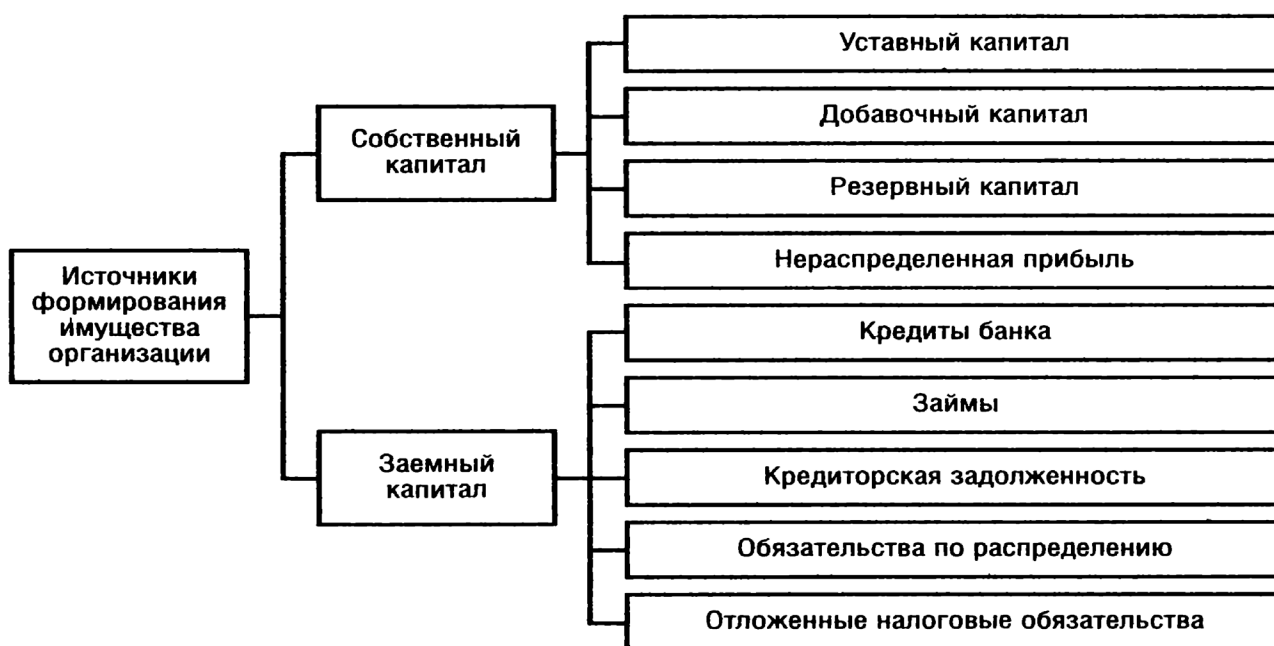 Источники
формирования
имущества
организации
Собственный
капитал
Уставный капитал
Добавочный капитал
Резервный капитал
Нераспределенная прибыль
Заемный
капитал
Кредиты банка
Займы
Кредиторская задолженность
Обязательства по распределению
Отложенные налоговые обязательства